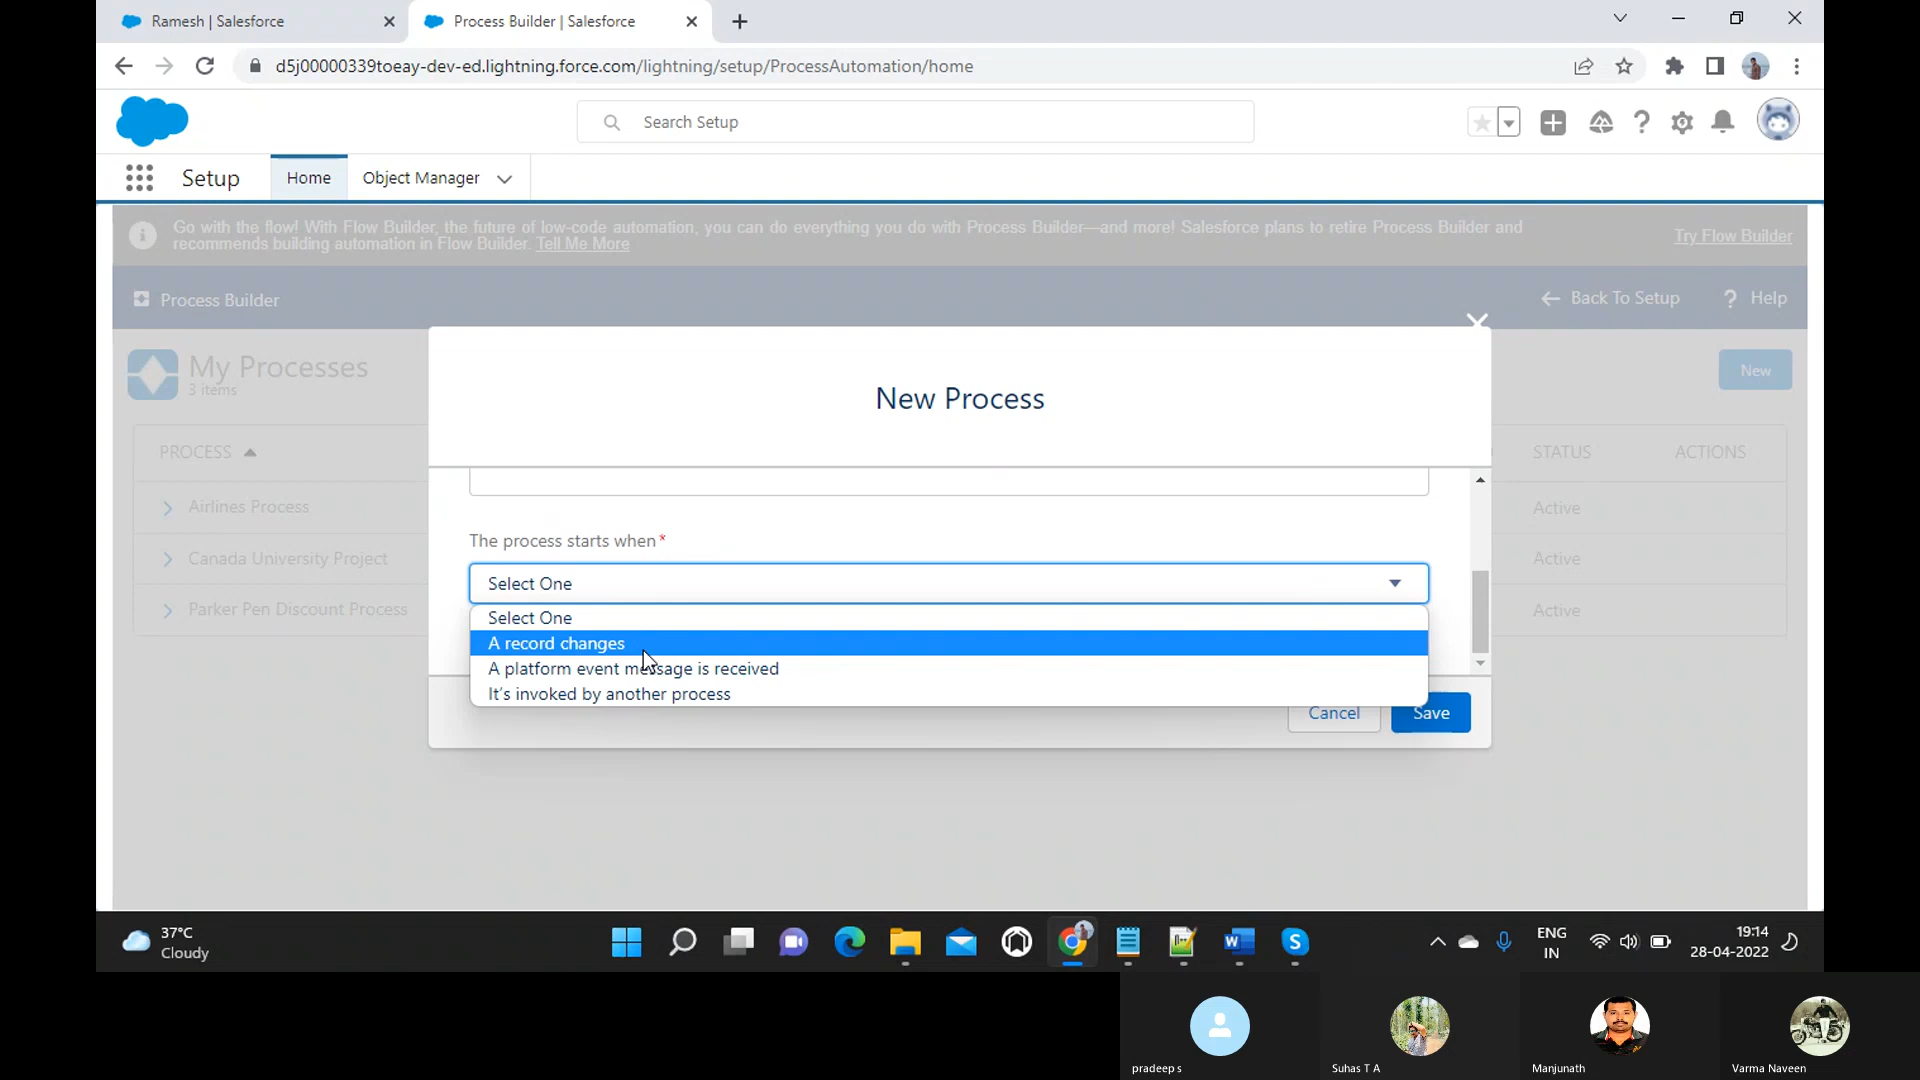 Ramesh | Salesforce
Process Builder | Salesforce
d5j00000339toeay-dev-ed.lightning.force.com/lightning/setup/ProcessAutomation/home
Search Setup
Setup
Home
Object Manager
Go with the flow! With Flow Builder, the future of low-code automation, you can do everything you do with Process Builder—and more! Salesforce plans to retire Process Builder and
recommends building automation in Flow Builder. Tell Me More
Try Flow Builder
Process Builder
Back To Setup
? Help
My Processes
3 items
New
New Process
PROCESS
STATUS
ACTIONS
Airlines Process
Active
Canada University Project
Active
Parker Pen Discount Process
Active
The process starts when*
Select One
Select One
A record changes
A platform event message is received
It's invoked by another process
Cancel
Save
37°C
Cloudy
ENG
IN
19:14
28-04-2022
pradeep s
Suhas T A
Manjunath
Varma Naveen